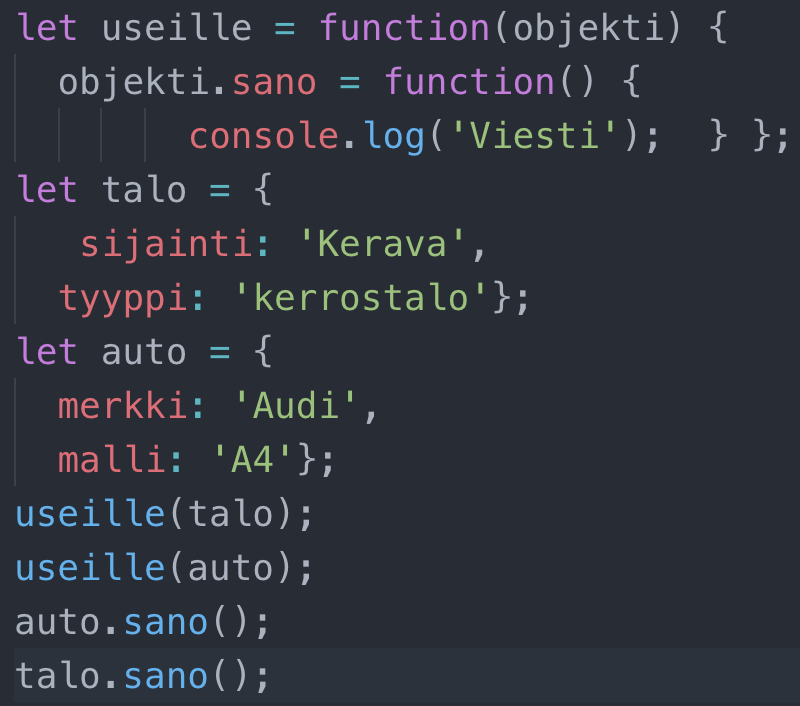 let useille = function(objekti) {
  objekti.sano = function() {
        console.log('Viesti');  } };
let talo = {
   sijainti: 'Kerava',
  tyyppi: 'kerrostalo'};
let auto = {
  merkki: 'Audi',
  malli: 'A4'};
useille(talo);
useille(auto);
auto.sano();
talo.sano();